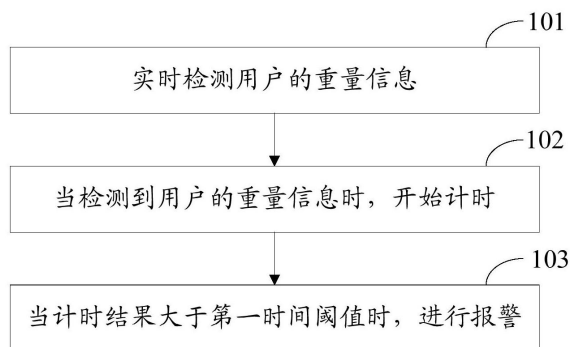 101
实时检测用户的重量信息
102
当检测到用户的重量信息时，开始计时
103
当计时结果大于第一时间阈值时，进行报警